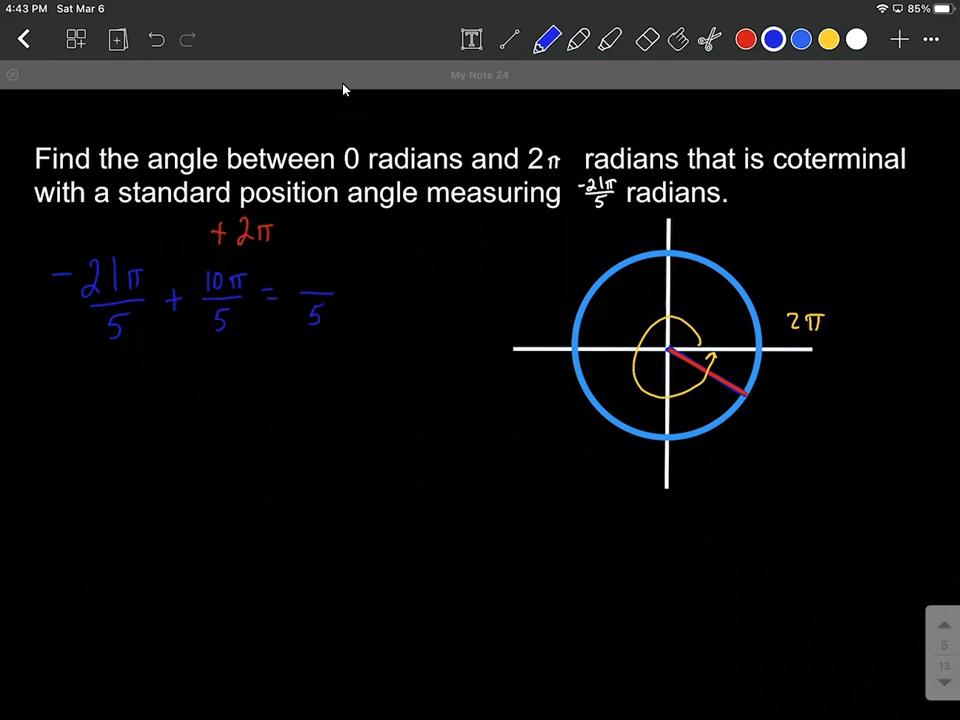 4:43 PM Sat Mar 6 85%
My Note 24
Find the angle between 0 radians and 2π radians that is coterminal
with a standard position angle measuring -21π/5 radians.
+ 2π
-21π/5 + 10π/5 = /5
2π
5
13